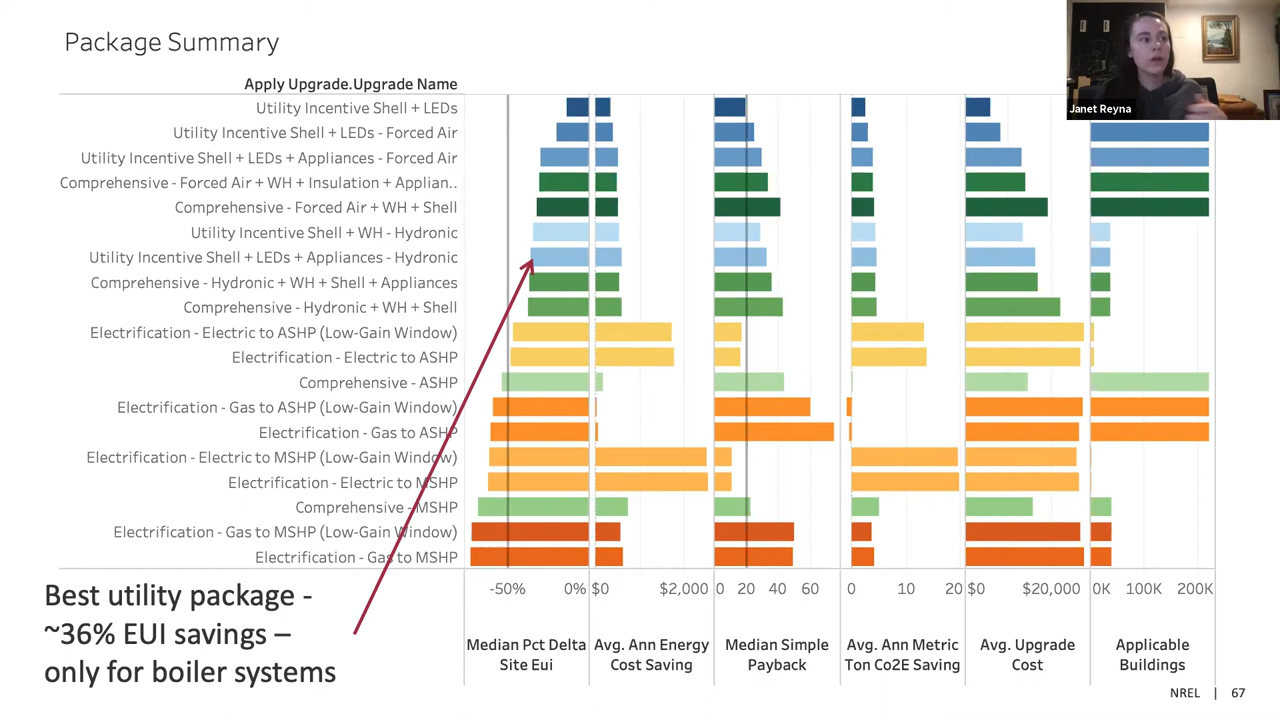 Package Summary
Janet Reyna
Apply Upgrade.Upgrade Name
Utility Incentive Shell + LEDs
Utility Incentive Shell + LEDs - Forced Air
Utility Incentive Shell + LEDs + Appliances - Forced Air
Comprehensive - Forced Air + WH + Insulation + Applian..
Comprehensive - Forced Air + WH + Shell
Utility Incentive Shell + WH - Hydronic
Utility Incentive Shell + LEDs + Appliances - Hydronic
Comprehensive - Hydronic + WH + Shell + Appliances
Comprehensive - Hydronic + WH + Shell
Electrification - Electric to ASHP (Low-Gain Window)
Electrification - Electric to ASHP
Comprehensive - ASHP
Electrification - Gas to ASHP (Low-Gain Window)
Electrification - Gas to ASHP
Electrification - Electric to MSHP (Low-Gain Window)
Electrification - Electric to MSHP
Comprehensive - MSHP
Electrification - Gas to MSHP (Low-Gain Window)
Electrification - Gas to MSHP
-50% 0% $0 $2,000 0 20 40 60 0 10 20 $0 $20,000 0K 100K 200K
Median Pct Delta Site Eui
Avg. Ann Energy Cost Saving
Median Simple Payback
Avg. Ann Metric Ton Co2E Saving
Avg. Upgrade Cost
Applicable Buildings
Best utility package -
~36% EUI savings –
only for boiler systems
NREL | 67